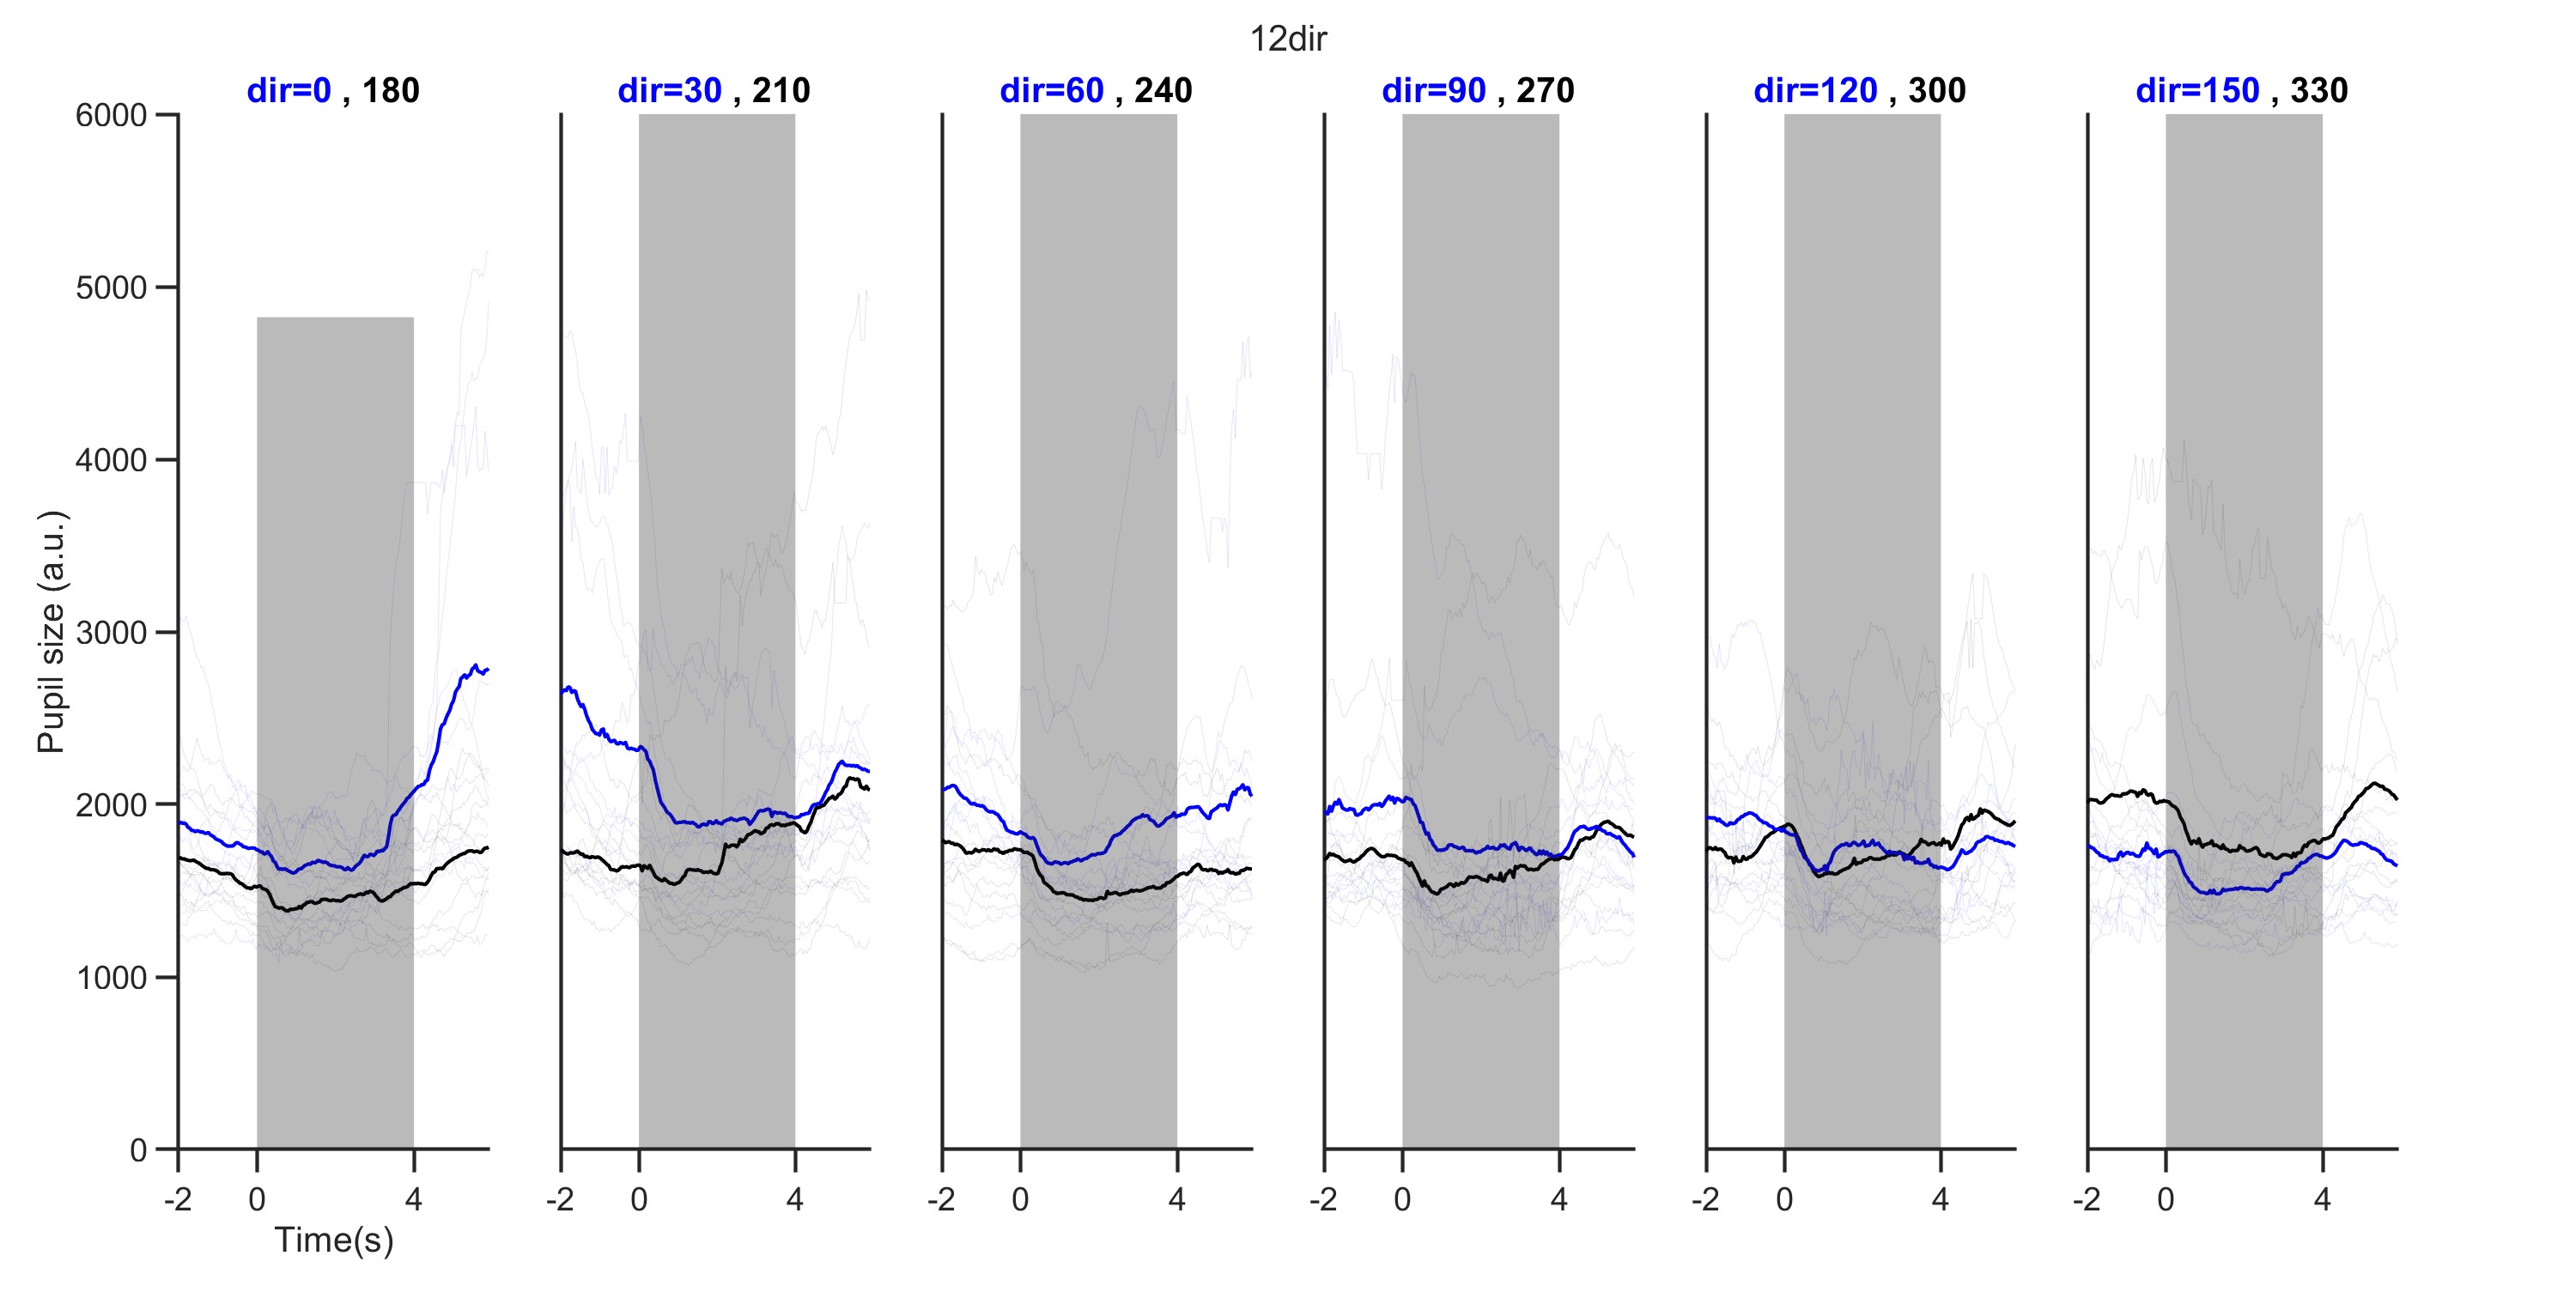 12dir
dir=0 , 180
dir=30 , 210
dir=60 , 240
dir=90 , 270
dir=120 , 300
dir=150 , 330
6000
5000
4000
3000
2000
1000
0
Pupil size (a.u.)
-2 0 4
-2 0 4
-2 0 4
-2 0 4
-2 0 4
-2 0 4
Time(s)